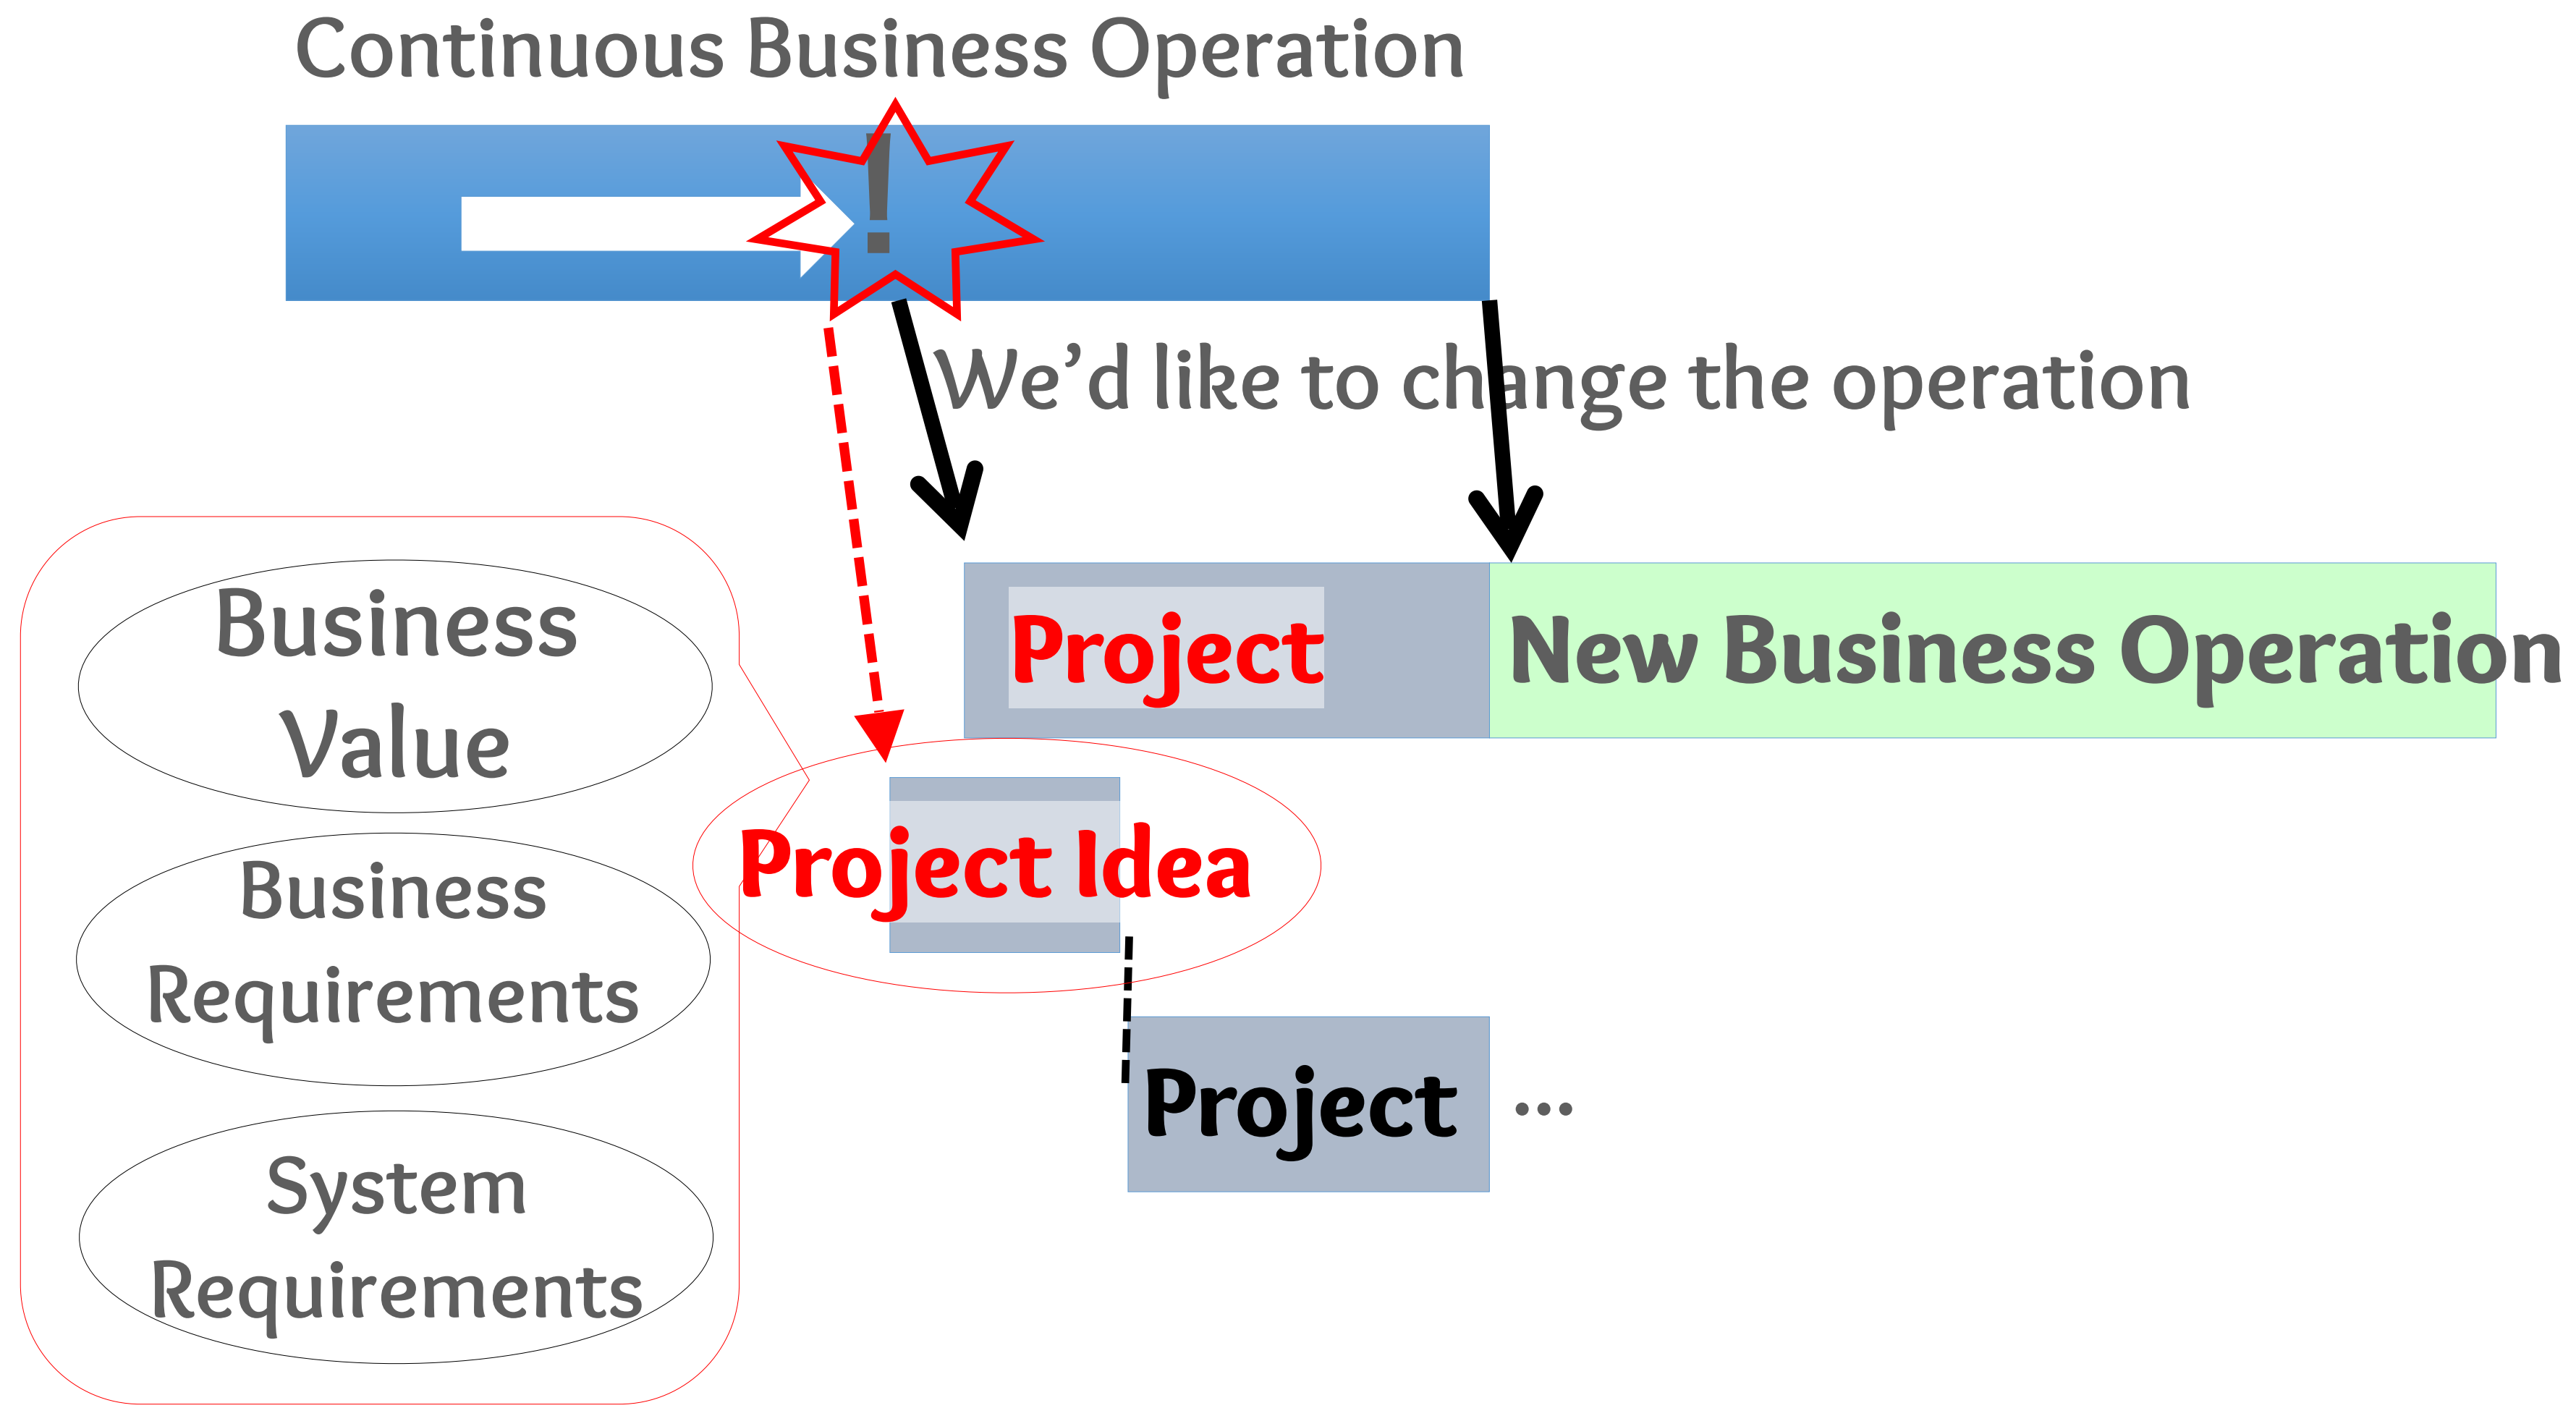 Continuous Business Operation
!
We’d like to change the operation
Project
New Business Operation
Business
Value
Project Idea
Business
Requirements
Project
...
System
Requirements